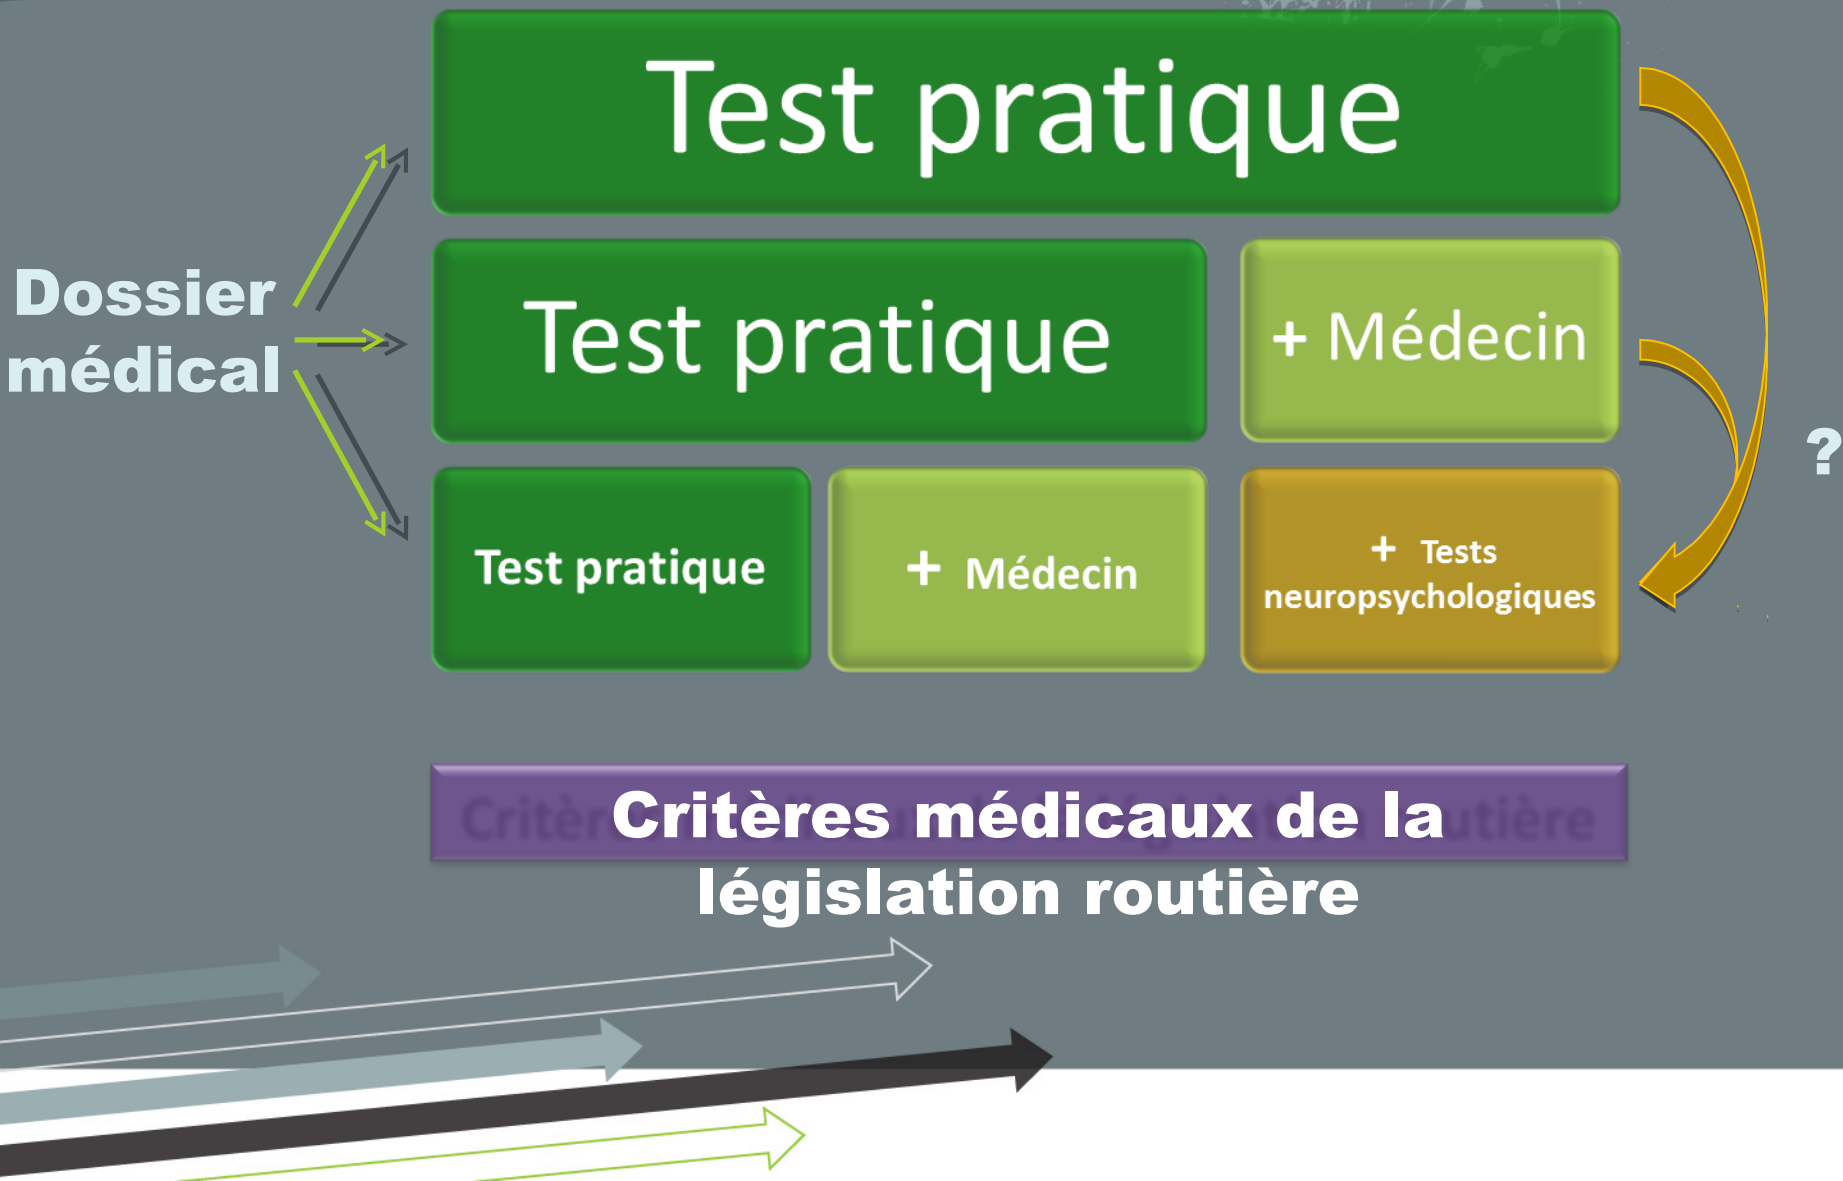 Test pratique
Dossier
médical
Test pratique
+ Médecin
?
Test pratique
+ Médecin
+ Tests
neuropsychologiques
Critères médicaux de la
législation routière